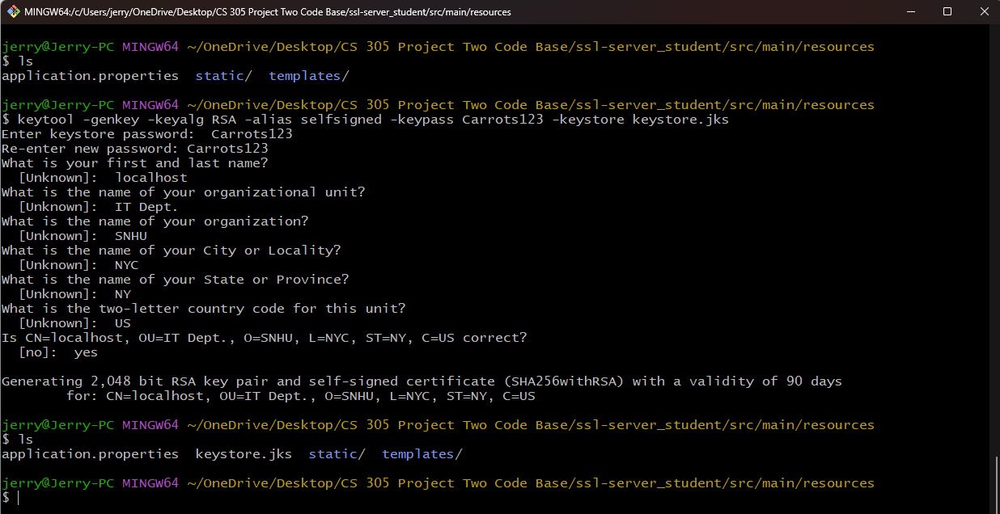 MINGW64:/c/Users/jerry/OneDrive/Desktop/CS 305 Project Two Code Base/ssl-server_student/src/main/resources
jerry@Jerry-PC MINGW64 ~/OneDrive/Desktop/CS 305 Project Two Code Base/ssl-server_student/src/main/resources
$ ls
application.properties  static/  templates/
jerry@Jerry-PC MINGW64 ~/OneDrive/Desktop/CS 305 Project Two Code Base/ssl-server_student/src/main/resources
$ keytool -genkey -keyalg RSA -alias selfsigned -keypass Carrots123 -keystore keystore.jks
Enter keystore password:  Carrots123
Re-enter new password: Carrots123
What is your first and last name?
  [Unknown]:  localhost
What is the name of your organizational unit?
  [Unknown]:  IT Dept.
What is the name of your organization?
  [Unknown]:  SNHU
What is the name of your City or Locality?
  [Unknown]:  NYC
What is the name of your State or Province?
  [Unknown]:  NY
What is the two-letter country code for this unit?
  [Unknown]:  US
Is CN=localhost, OU=IT Dept., O=SNHU, L=NYC, ST=NY, C=US correct?
  [no]:  yes
Generating 2,048 bit RSA key pair and self-signed certificate (SHA256withRSA) with a validity of 90 days
        for: CN=localhost, OU=IT Dept., O=SNHU, L=NYC, ST=NY, C=US
jerry@Jerry-PC MINGW64 ~/OneDrive/Desktop/CS 305 Project Two Code Base/ssl-server_student/src/main/resources
$ ls
application.properties  keystore.jks  static/  templates/
jerry@Jerry-PC MINGW64 ~/OneDrive/Desktop/CS 305 Project Two Code Base/ssl-server_student/src/main/resources
$